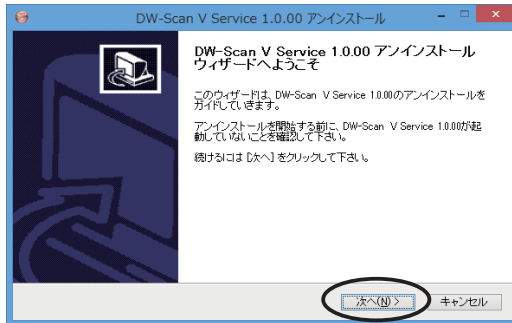 DW-Scan V Service 1.0.00 アンインストール
DW-Scan V Service 1.0.00 アンインストール
ウィザードへようこそ
このウィザードは、DW-Scan V Service 1.0.00のアンインストールを
ガイドしていきます。
アンインストールを開始する前に、DW-Scan V Service 1.0.00が起
動していないことを確認して下さい。
続けるには [次へ] をクリックして下さい。
次へ(N) >
キャンセル